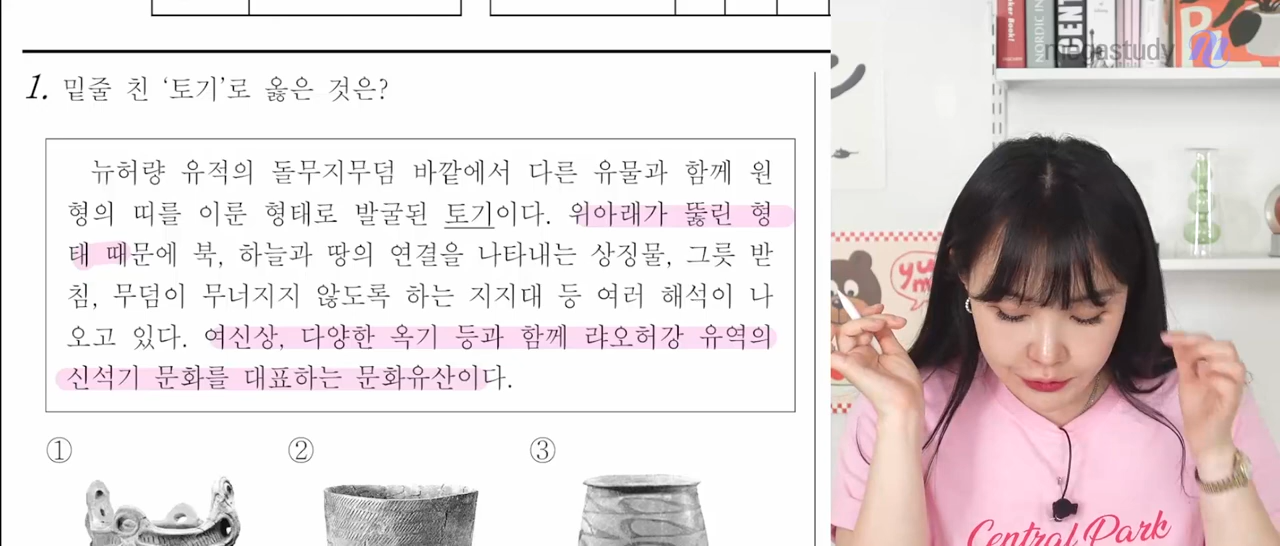 1. 밑줄 친 ‘토기’로 옳은 것은?
뉴허량 유적의 돌무지무덤 바깥에서 다른 유물과 함께 원
형의 띠를 이룬 형태로 발굴된 토기이다. 위아래가 뚫린 형
태 때문에 북, 하늘과 땅의 연결을 나타내는 상징물, 그릇 받
침, 무덤이 무너지지 않도록 하는 지지대 등 여러 해석이 나
오고 있다. 여신상, 다양한 옥기 등과 함께 랴오허강 유역의
신석기 문화를 대표하는 문화유산이다.
① ② ③
megastudy
NORDIC
yu
Central Park